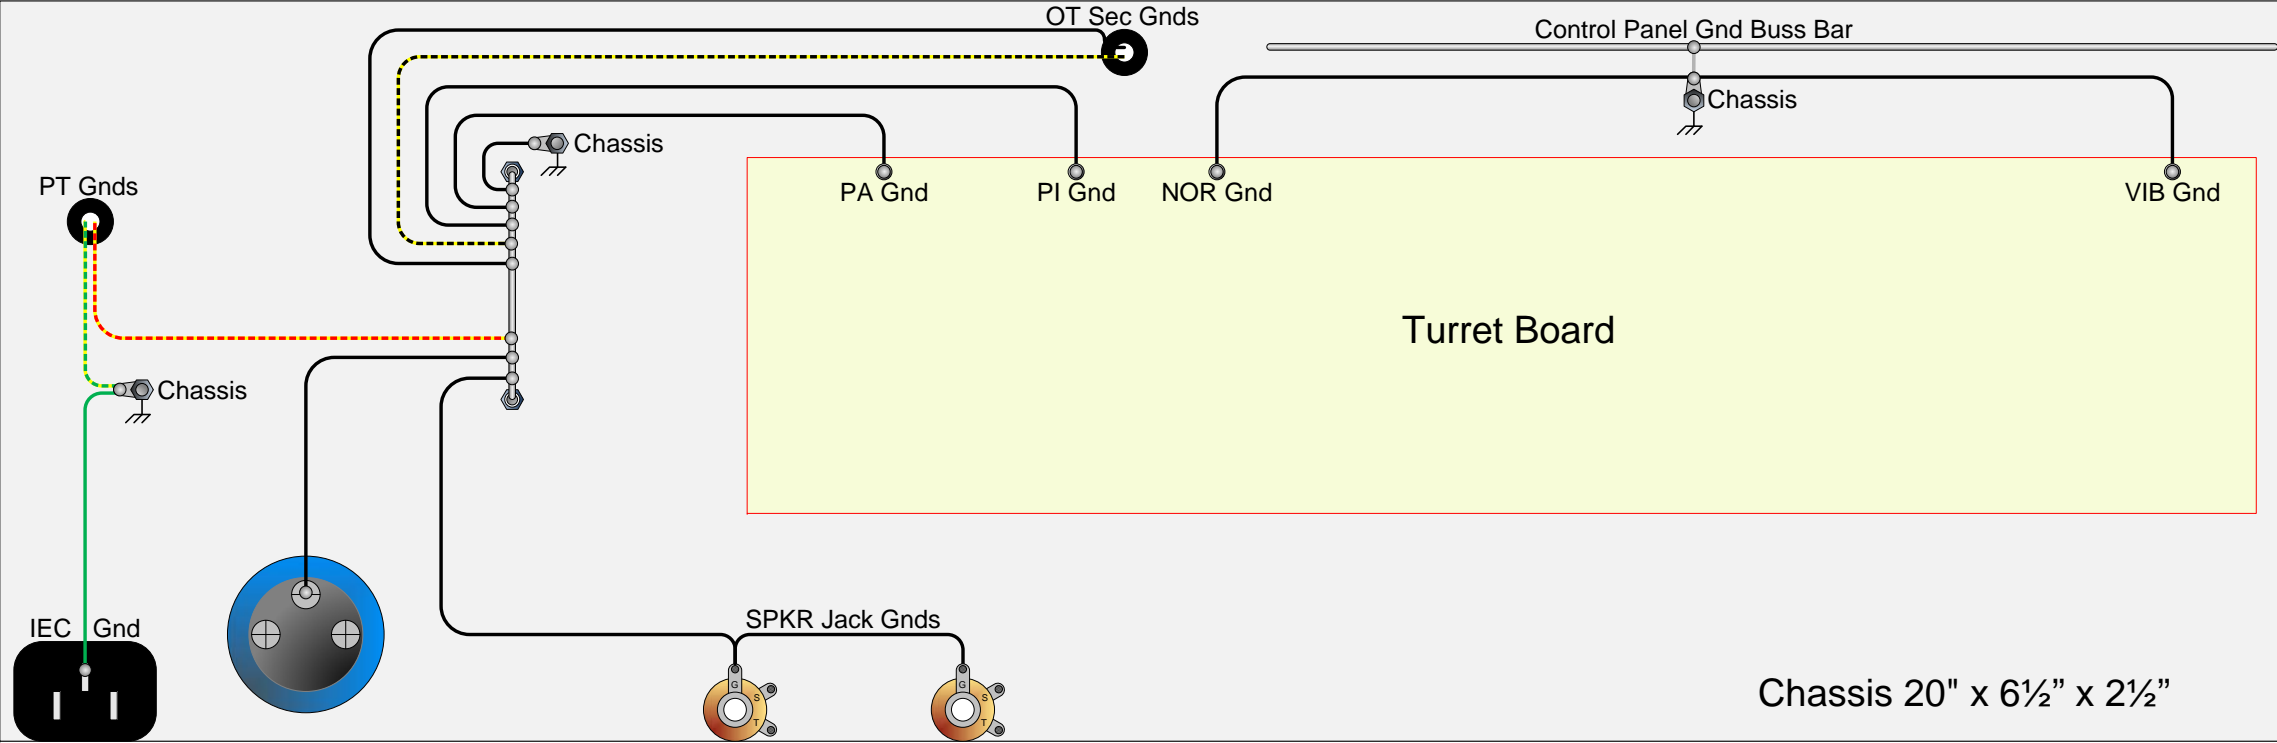 OT Sec Gnds
Control Panel Gnd Buss Bar
Chassis
Chassis
PT Gnds
PA Gnd
PI Gnd
NOR Gnd
VIB Gnd
Turret Board
Chassis
SPKR Jack Gnds
IEC Gnd
G
S
T
G
S
T
Chassis 20" x 6½” x 2½”